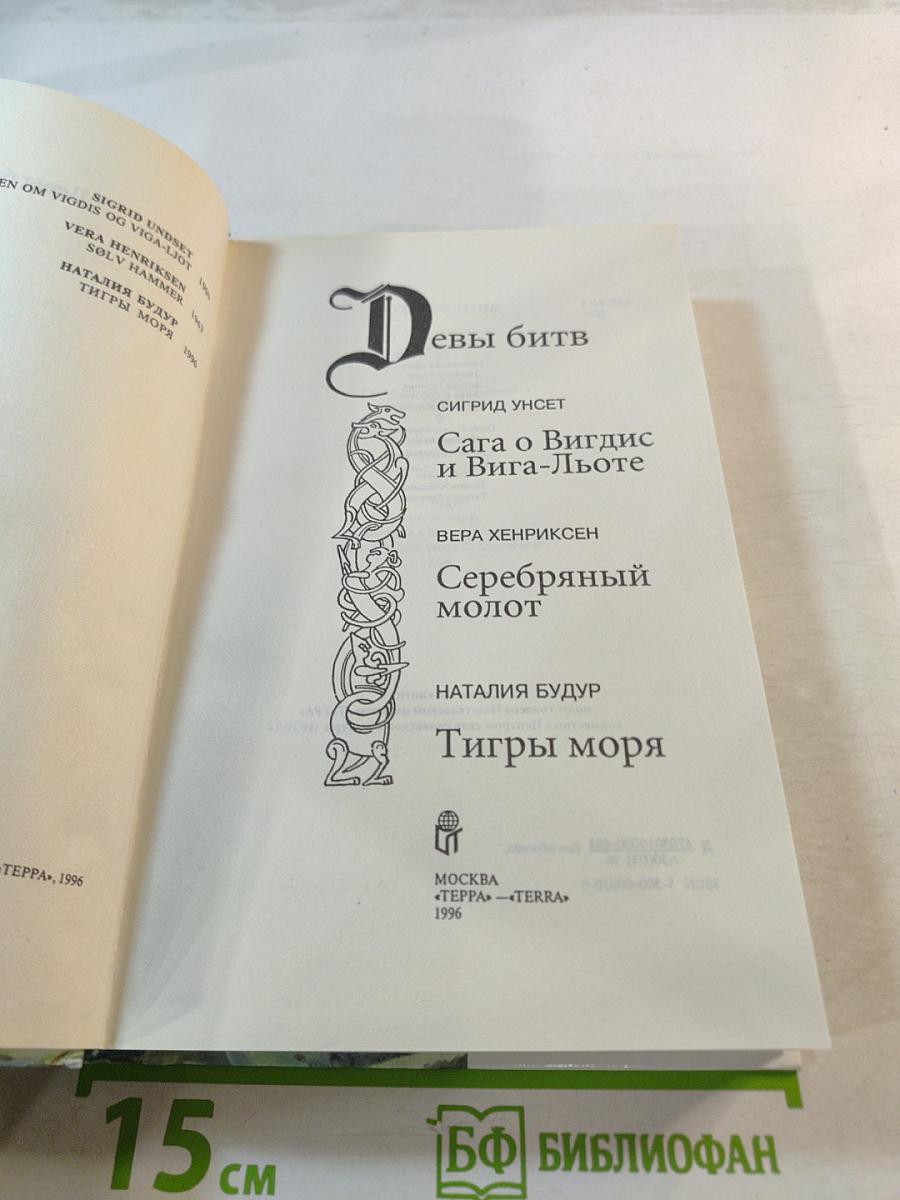 SIGRID UNDSET
EN OM VIGDIS OG VIGA-LJOT
1909
VERA HENRIKSEN
SØLV HAMMER
1963
НАТАЛИЯ БУДУР
ТИГРЫ МОРЯ
1996
«ТЕРРА», 1996
Девы битв
СИГРИД УНСЕТ
Сага о Вигдис
и Вига-Льоте
ВЕРА ХЕНРИКСЕН
Серебряный
молот
НАТАЛИЯ БУДУР
Тигры моря
МОСКВА
«ТЕРРА» —«TERRA»
1996
15 см
БФ БИБЛИОФАН